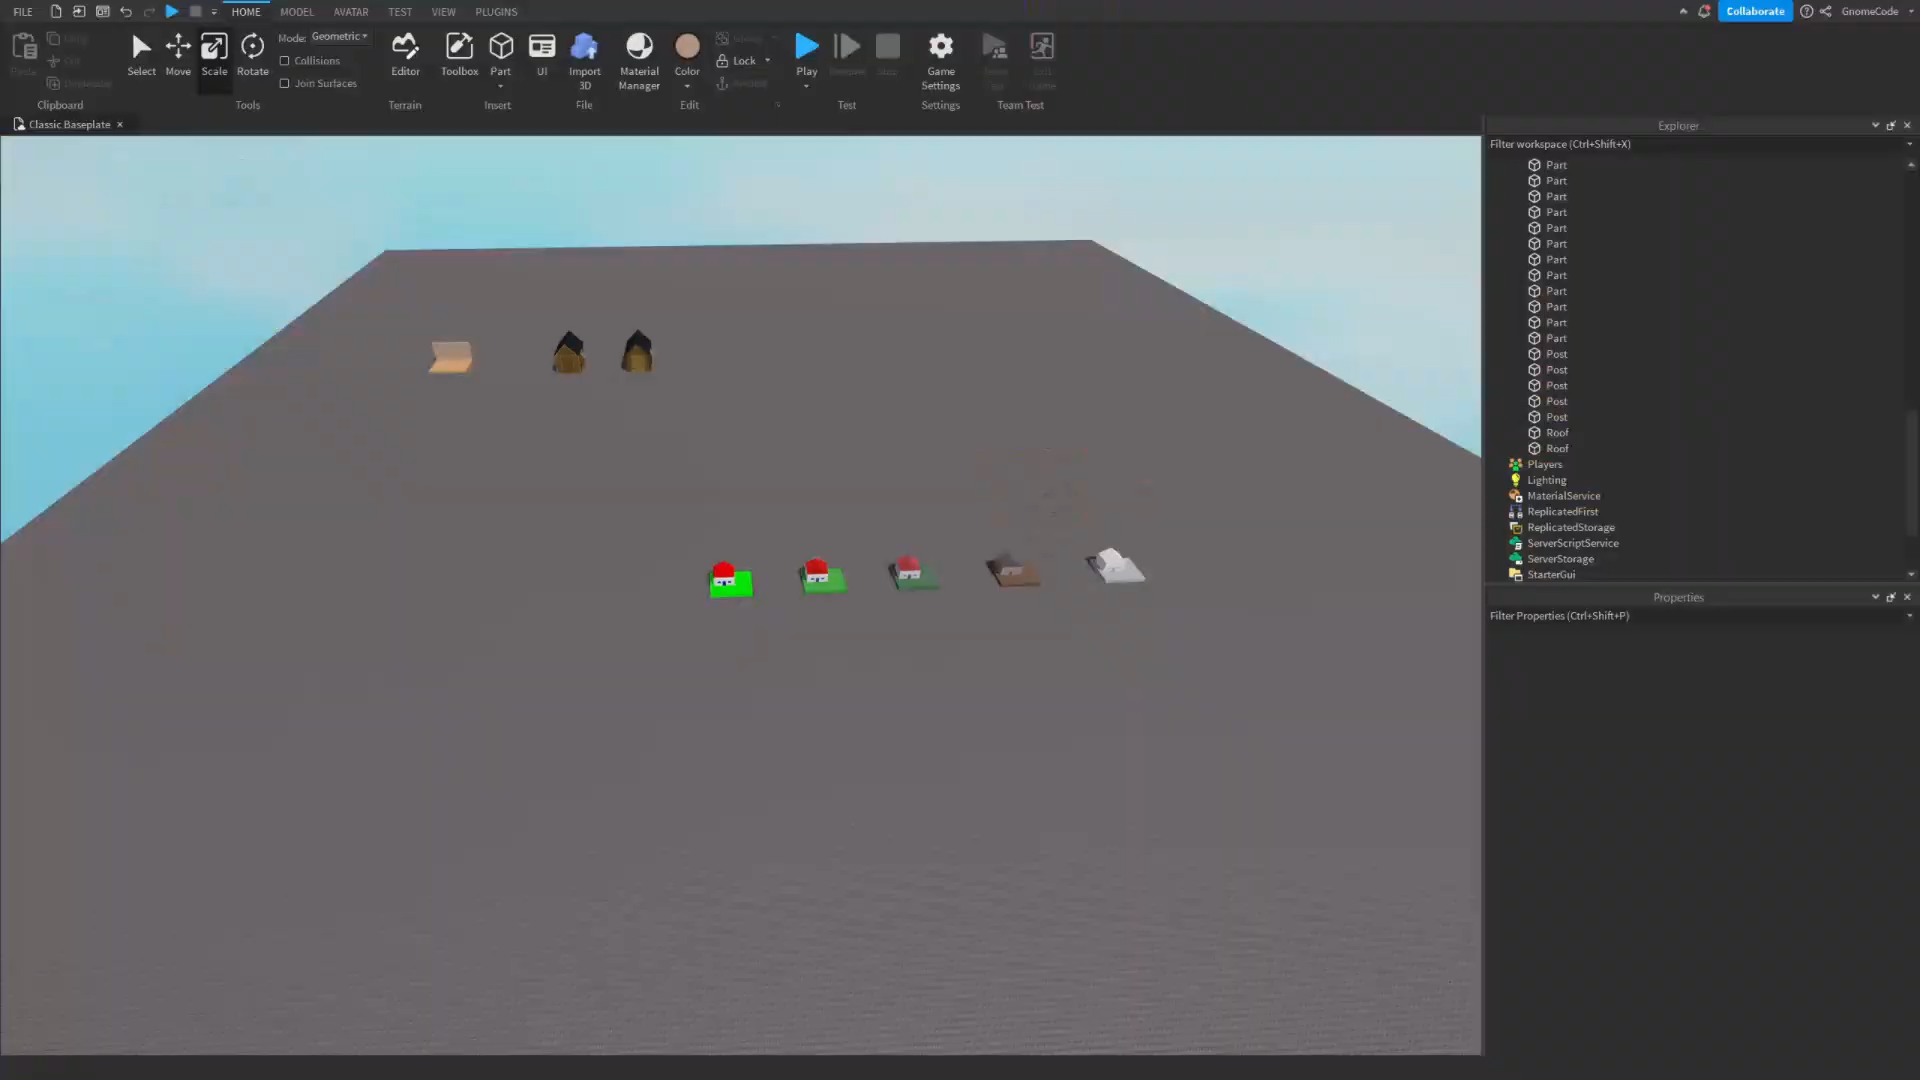 FILE HOME MODEL AVATAR TEST VIEW PLUGINS Collaborate GnomeCode
Select Move Scale Rotate
Mode: Geometric
Collisions
Join Surfaces
Editor Toolbox Part UI Import 3D Material Manager Color
Lock
Play
Game Settings
Clipboard Tools Terrain Insert File Edit Test Settings Team Test
Classic Baseplate
Explorer
Filter workspace (Ctrl+Shift+X)
Part
Part
Part
Part
Part
Part
Part
Part
Part
Part
Part
Part
Post
Post
Post
Post
Post
Roof
Roof
Players
Lighting
MaterialService
ReplicatedFirst
ReplicatedStorage
ServerScriptService
ServerStorage
StarterGui
Properties
Filter Properties (Ctrl+Shift+P)